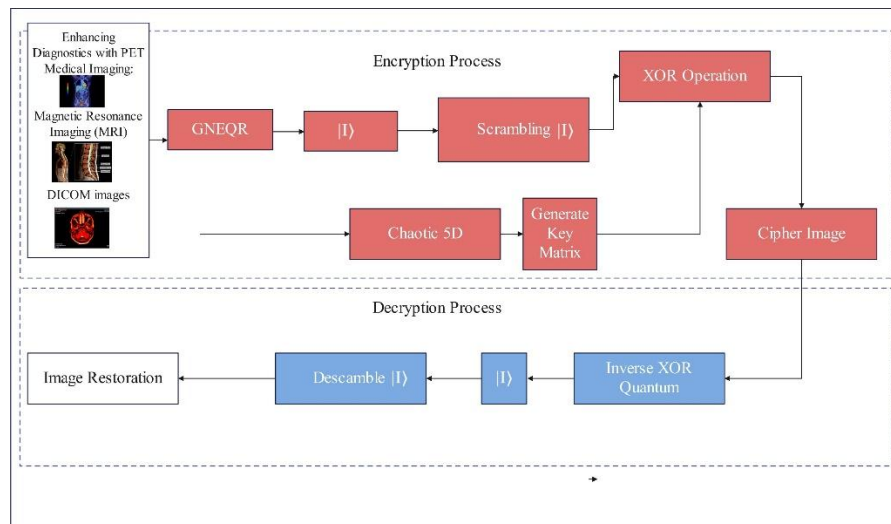 Enhancing
Diagnostics with PET
Medical Imaging:
Magnetic Resonance
Imaging (MRI)
DICOM images
Encryption Process
GNEQR
|I⟩
Scrambling |I⟩
XOR Operation
Chaotic 5D
Generate
Key
Matrix
Cipher Image
Decryption Process
Image Restoration
Descamble |I⟩
|I⟩
Inverse XOR
Quantum